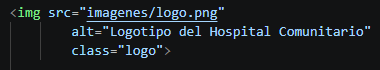 <img src="imagenes/logo.png"
alt="Logotipo del Hospital Comunitario"
class="logo">